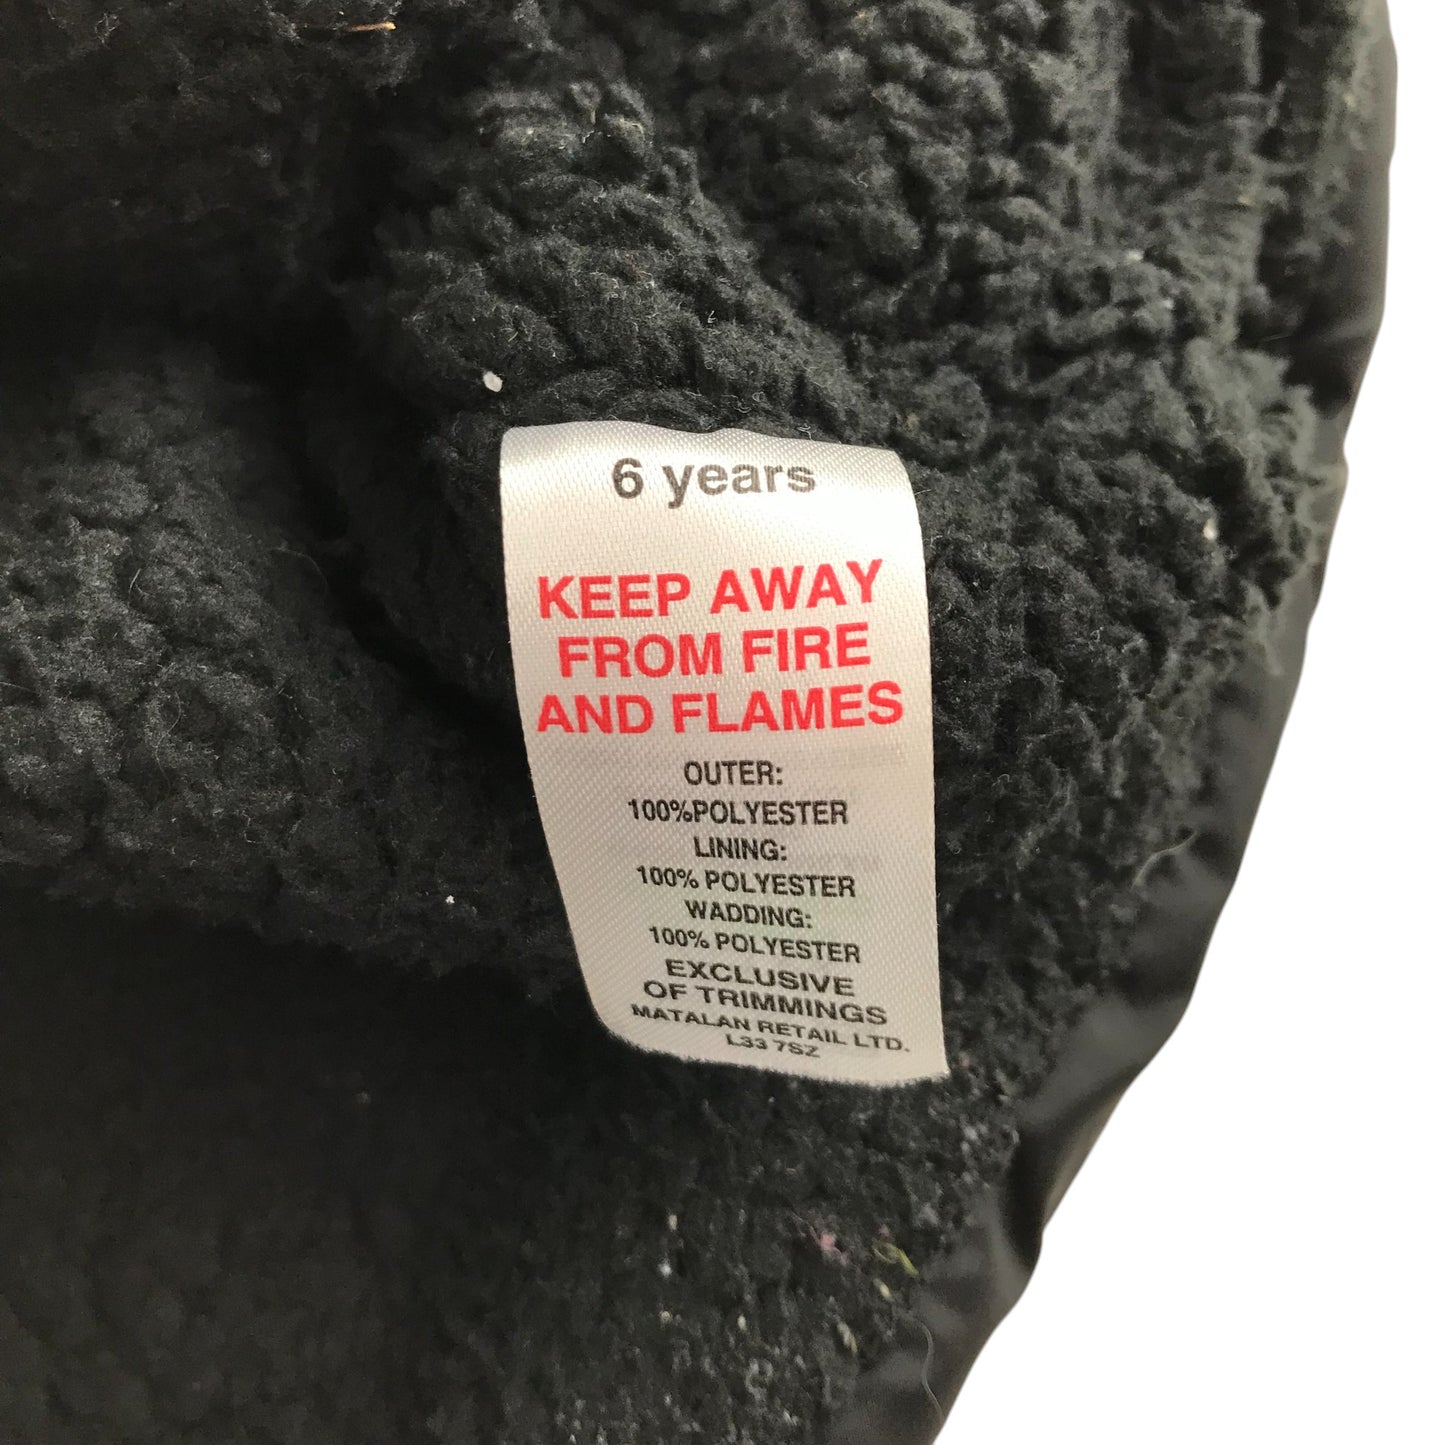 6 years
KEEP AWAY
FROM FIRE
AND FLAMES
OUTER:
100%POLYESTER
LINING:
100% POLYESTER
WADDING:
100% POLYESTER
EXCLUSIVE
OF TRIMMINGS
MATALAN RETAIL LTD.
L33 7SZ